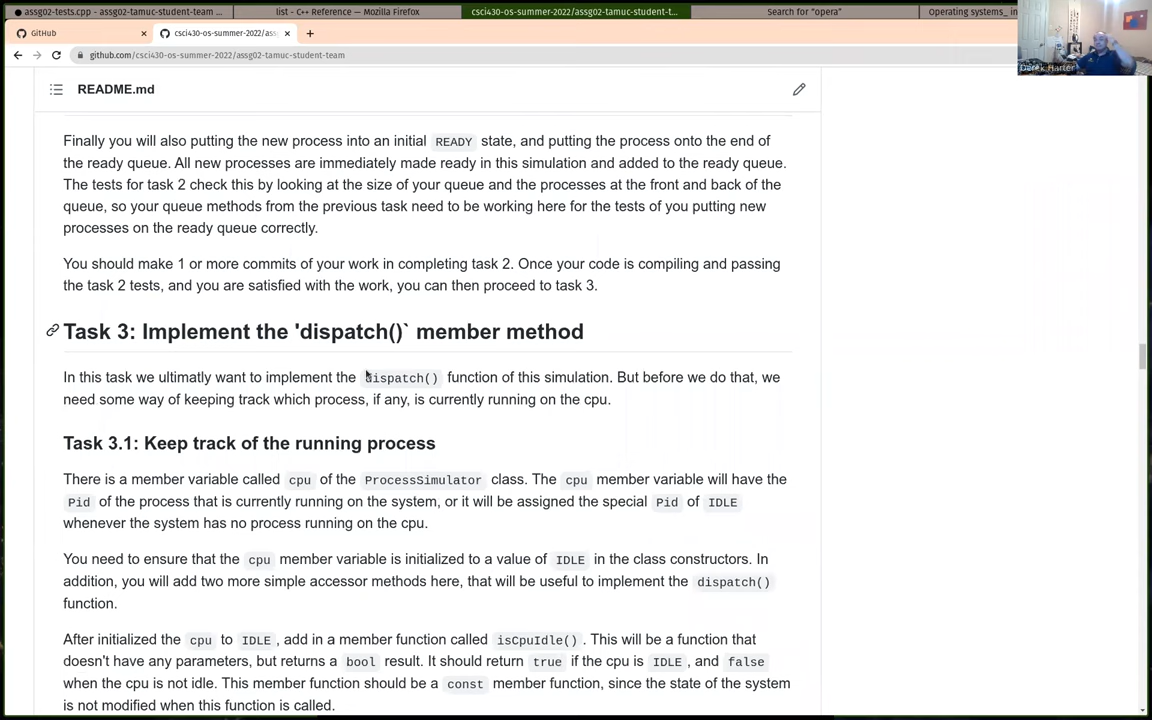 assg02-tests.cpp - assg02-tamuc-student-team ...
list - C++ Reference — Mozilla Firefox
csci430-os-summer-2022/assg02-tamuc-student-t...
Search for "opera"
Operating systems_ in
GitHub
csci430-os-summer-2022/assg
github.com/csci430-os-summer-2022/assg02-tamuc-student-team
Derek Harter
README.md
Finally you will also putting the new process into an initial READY state, and putting the process onto the end of
the ready queue. All new processes are immediately made ready in this simulation and added to the ready queue.
The tests for task 2 check this by looking at the size of your queue and the processes at the front and back of the
queue, so your queue methods from the previous task need to be working here for the tests of you putting new
processes on the ready queue correctly.
You should make 1 or more commits of your work in completing task 2. Once your code is compiling and passing
the task 2 tests, and you are satisfied with the work, you can then proceed to task 3.
Task 3: Implement the 'dispatch()` member method
In this task we ultimatly want to implement the dispatch() function of this simulation. But before we do that, we
need some way of keeping track which process, if any, is currently running on the cpu.
Task 3.1: Keep track of the running process
There is a member variable called cpu of the ProcessSimulator class. The cpu member variable will have the
Pid of the process that is currently running on the system, or it will be assigned the special Pid of IDLE
whenever the system has no process running on the cpu.
You need to ensure that the cpu member variable is initialized to a value of IDLE in the class constructors. In
addition, you will add two more simple accessor methods here, that will be useful to implement the dispatch()
function.
After initialized the cpu to IDLE , add in a member function called isCpuIdle() . This will be a function that
doesn't have any parameters, but returns a bool result. It should return true if the cpu is IDLE , and false
when the cpu is not idle. This member function should be a const member function, since the state of the system
is not modified when this function is called.